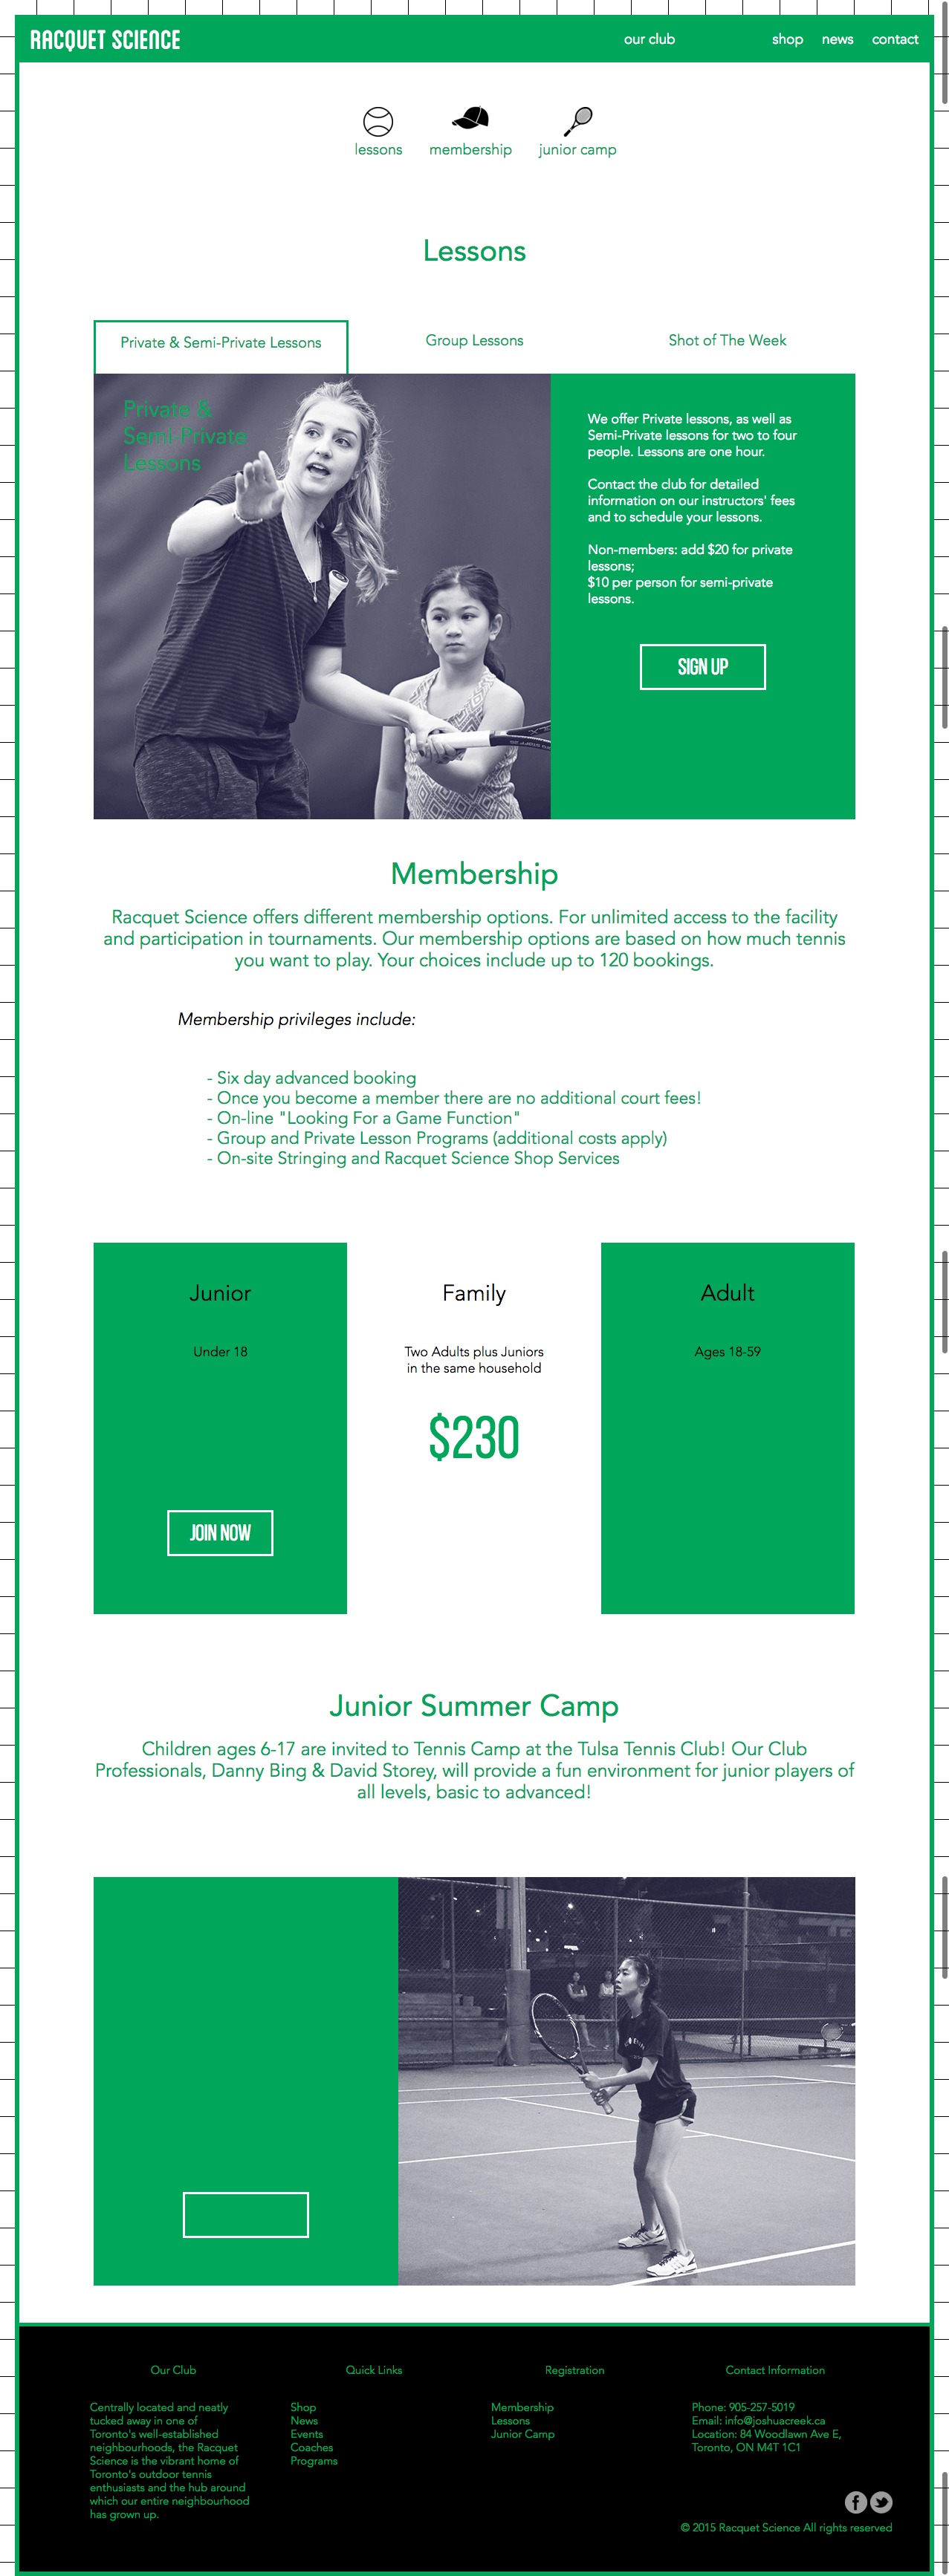 RACQUET SCIENCE
our club
shop
news
contact
lessons
membership
junior camp
Lessons
Private & Semi-Private Lessons
Group Lessons
Shot of The Week
Private &
Semi-Private
Lessons
We offer Private lessons, as well as
Semi-Private lessons for two to four
people. Lessons are one hour.
Contact the club for detailed
information on our instructors' fees
and to schedule your lessons.
Non-members: add $20 for private
lessons;
$10 per person for semi-private
lessons.
SIGN UP
Membership
Racquet Science offers different membership options. For unlimited access to the facility
and participation in tournaments. Our membership options are based on how much tennis
you want to play. Your choices include up to 120 bookings.
Membership privileges include:
- Six day advanced booking
- Once you become a member there are no additional court fees!
- On-line "Looking For a Game Function"
- Group and Private Lesson Programs (additional costs apply)
- On-site Stringing and Racquet Science Shop Services
Junior
Under 18
JOIN NOW
Family
Two Adults plus Juniors
in the same household
$230
Adult
Ages 18-59
Junior Summer Camp
Children ages 6-17 are invited to Tennis Camp at the Tulsa Tennis Club! Our Club
Professionals, Danny Bing & David Storey, will provide a fun environment for junior players of
all levels, basic to advanced!
Our Club
Centrally located and neatly
tucked away in one of
Toronto's well-established
neighbourhoods, the Racquet
Science is the vibrant home of
Toronto's outdoor tennis
enthusiasts and the hub around
which our entire neighbourhood
has grown up.
Quick Links
Shop
News
Events
Coaches
Programs
Registration
Membership
Lessons
Junior Camp
Contact Information
Phone: 905-257-5019
Email: info@joshuacreek.ca
Location: 84 Woodlawn Ave E,
Toronto, ON M4T 1C1
© 2015 Racquet Science All rights reserved